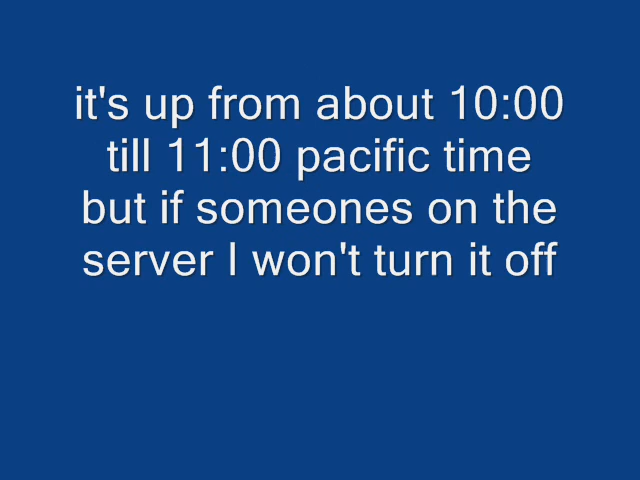 it's up from about 10:00
till 11:00 pacific time
but if someones on the
server I won't turn it off